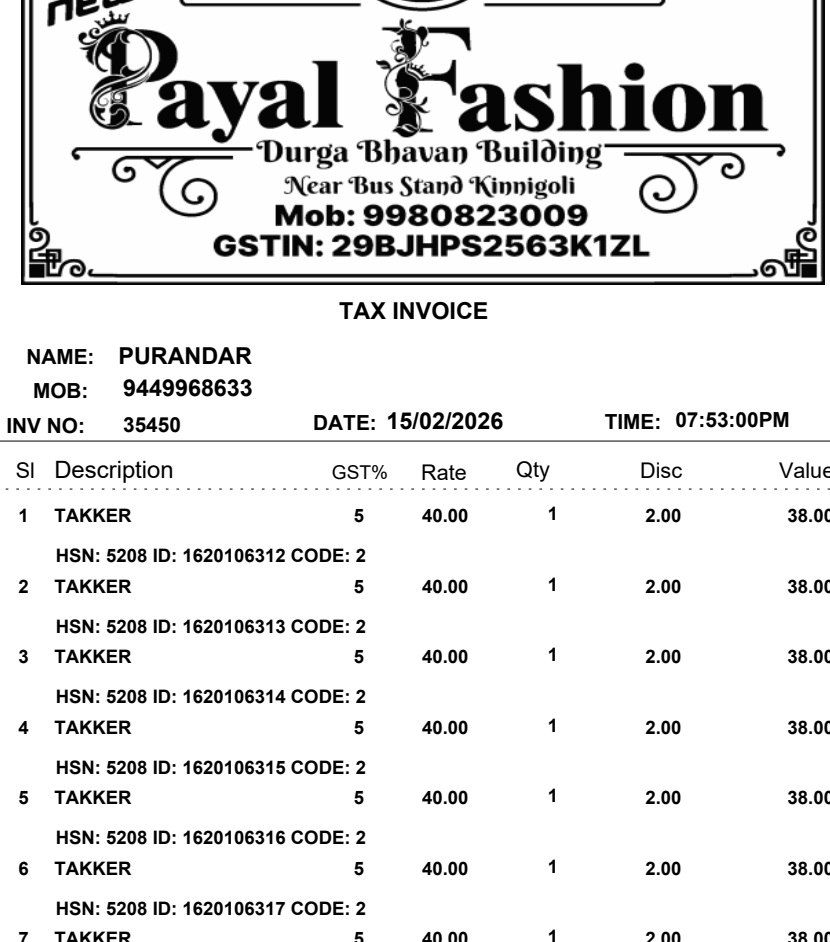 new
Payal Fashion
Durga Bhavan Building
Near Bus Stand Kinnigoli
Mob: 9980823009
GSTIN: 29BJHPS2563K1ZL
TAX INVOICE
NAME: PURANDAR
MOB: 9449968633
INV NO: 35450 DATE: 15/02/2026 TIME: 07:53:00PM
Sl Description GST% Rate Qty Disc Value
1 TAKKER 5 40.00 1 2.00 38.00
HSN: 5208 ID: 1620106312 CODE: 2
2 TAKKER 5 40.00 1 2.00 38.00
HSN: 5208 ID: 1620106313 CODE: 2
3 TAKKER 5 40.00 1 2.00 38.00
HSN: 5208 ID: 1620106314 CODE: 2
4 TAKKER 5 40.00 1 2.00 38.00
HSN: 5208 ID: 1620106315 CODE: 2
5 TAKKER 5 40.00 1 2.00 38.00
HSN: 5208 ID: 1620106316 CODE: 2
6 TAKKER 5 40.00 1 2.00 38.00
HSN: 5208 ID: 1620106317 CODE: 2
7 TAKKER 5 40.00 1 2.00 38.00